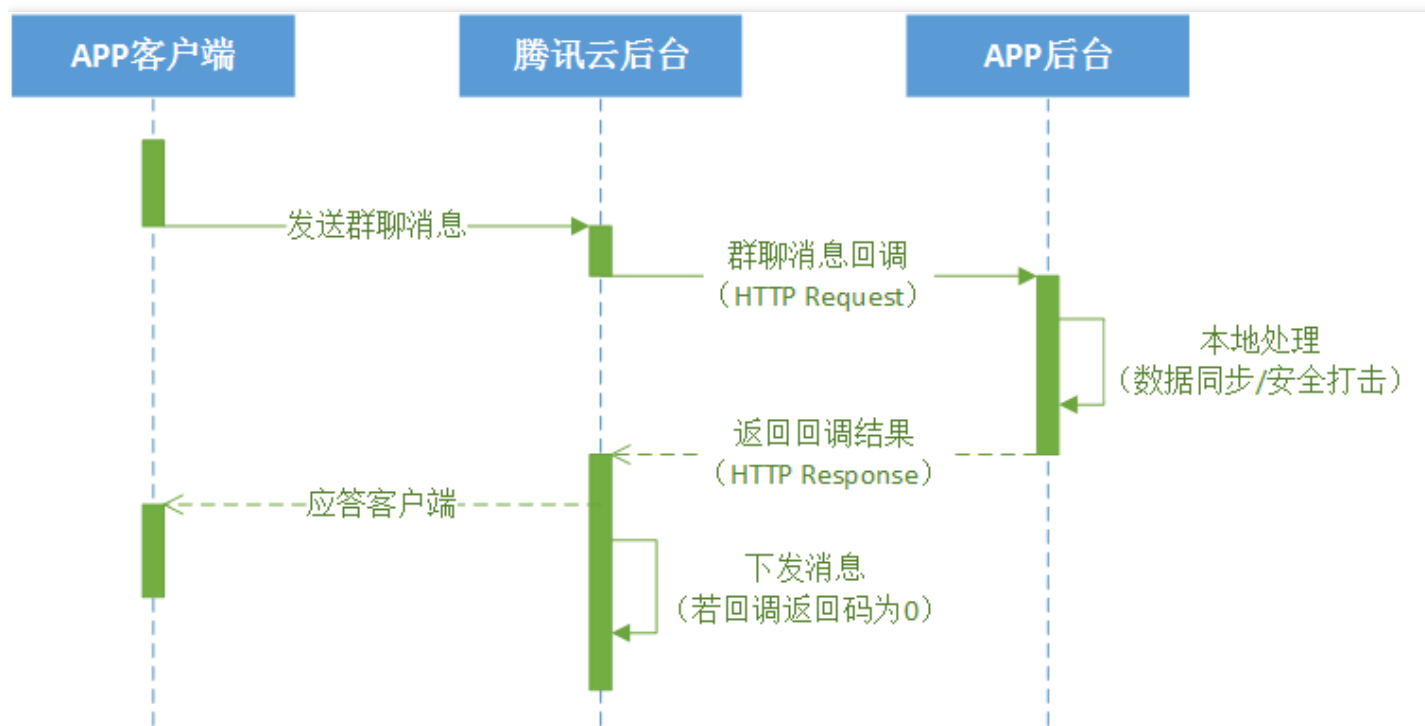 APP客户端
腾讯云后台
APP后台
发送群聊消息
群聊消息回调
（HTTP Request）
本地处理
（数据同步/安全打击）
返回回调结果
（HTTP Response）
应答客户端
下发消息
（若回调返回码为0）